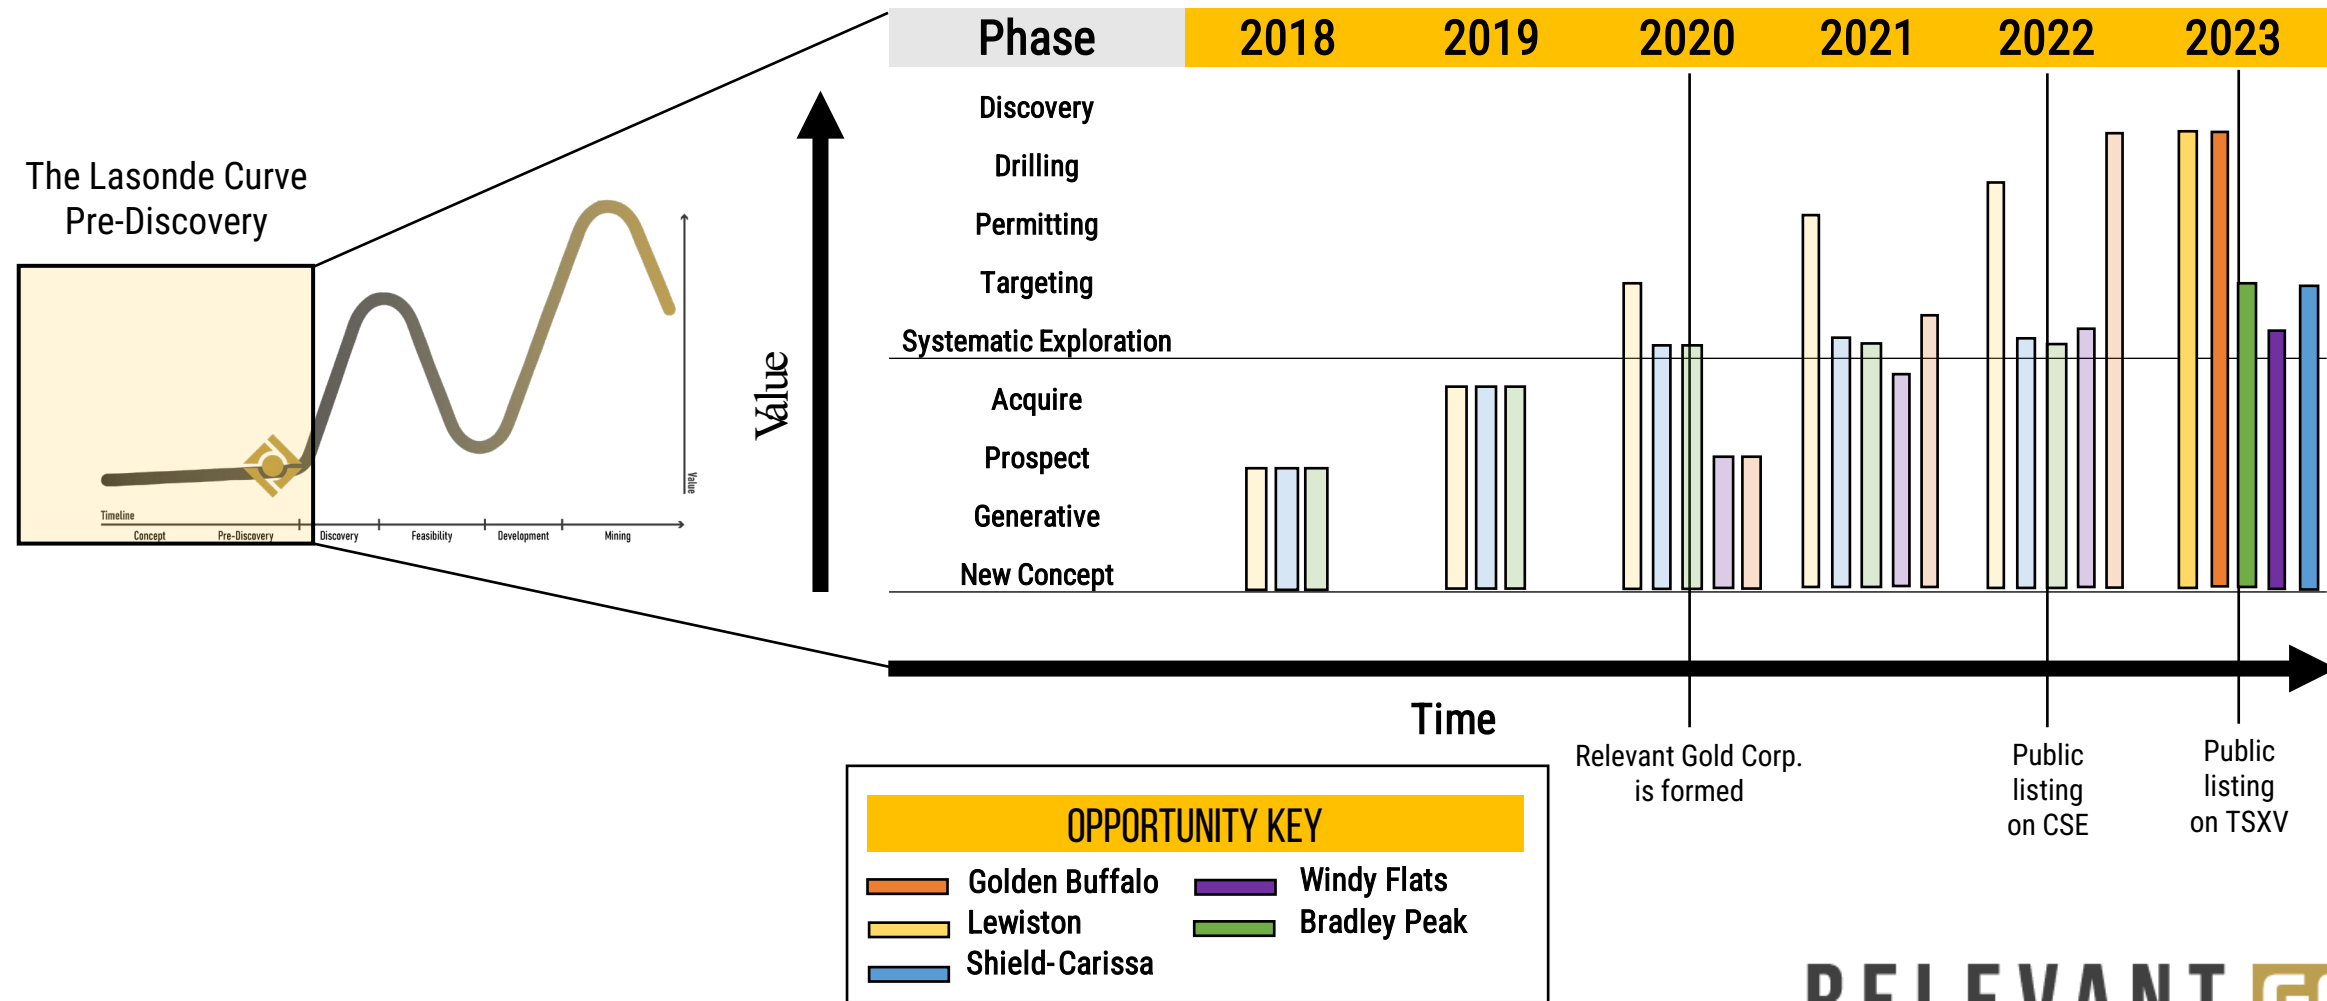 Phase 2018 2019 2020 2021 2022 2023
Discovery
Drilling
Permitting
Targeting
Systematic Exploration
Acquire
Prospect
Generative
New Concept
Value
The Lasonde Curve
Pre-Discovery
Value
Timeline
Concept Pre-Discovery Discovery Feasibility Development Mining
Time
Relevant Gold Corp.
is formed
Public
listing
on CSE
Public
listing
on TSXV
OPPORTUNITY KEY
Golden Buffalo
Lewiston
Shield-Carissa
Windy Flats
Bradley Peak
RELEVANT